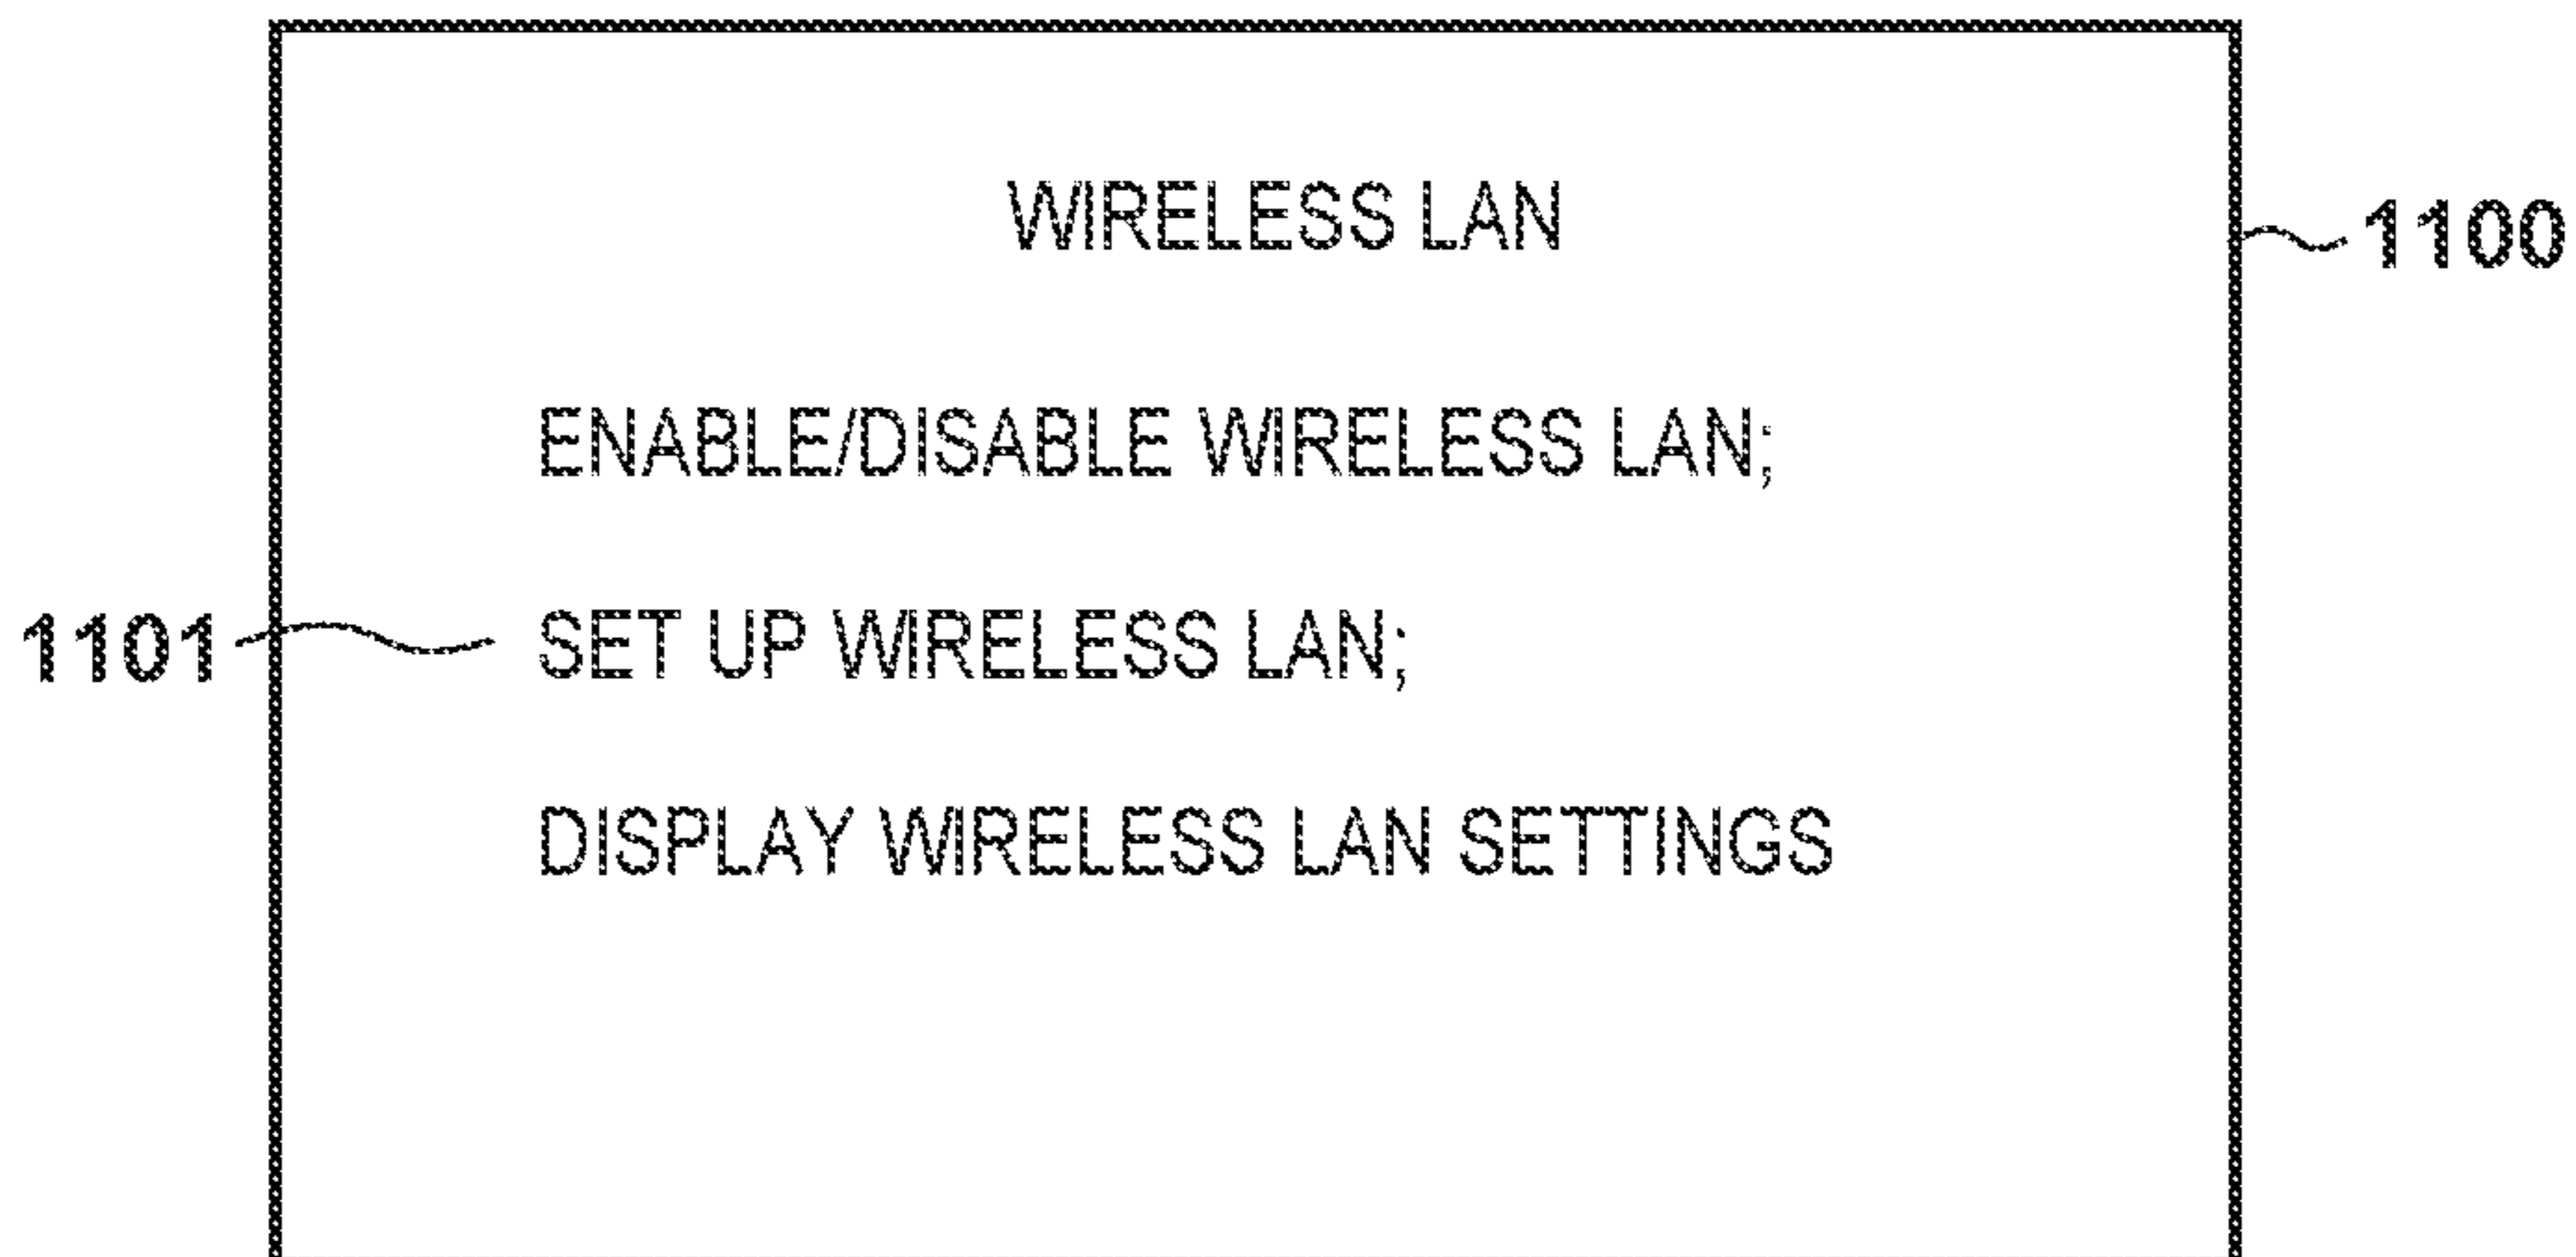 WIRELESS LAN
1100
ENABLE/DISABLE WIRELESS LAN;
1101
SET UP WIRELESS LAN;
DISPLAY WIRELESS LAN SETTINGS